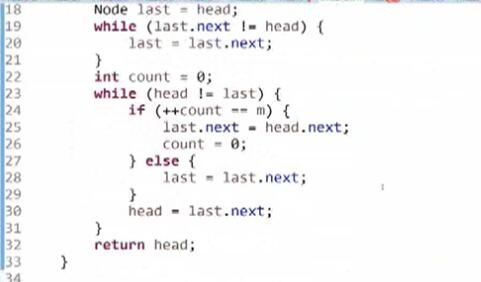 18 Node last = head;
19 while (last.next != head) {
20 last = last.next;
21 }
22 int count = 0;
23 while (head != last) {
24 if (++count == m) {
25 last.next = head.next;
26 count = 0;
27 } else {
28 last = last.next;
29 }
30 head = last.next;
31 }
32 return head;
33 }
34